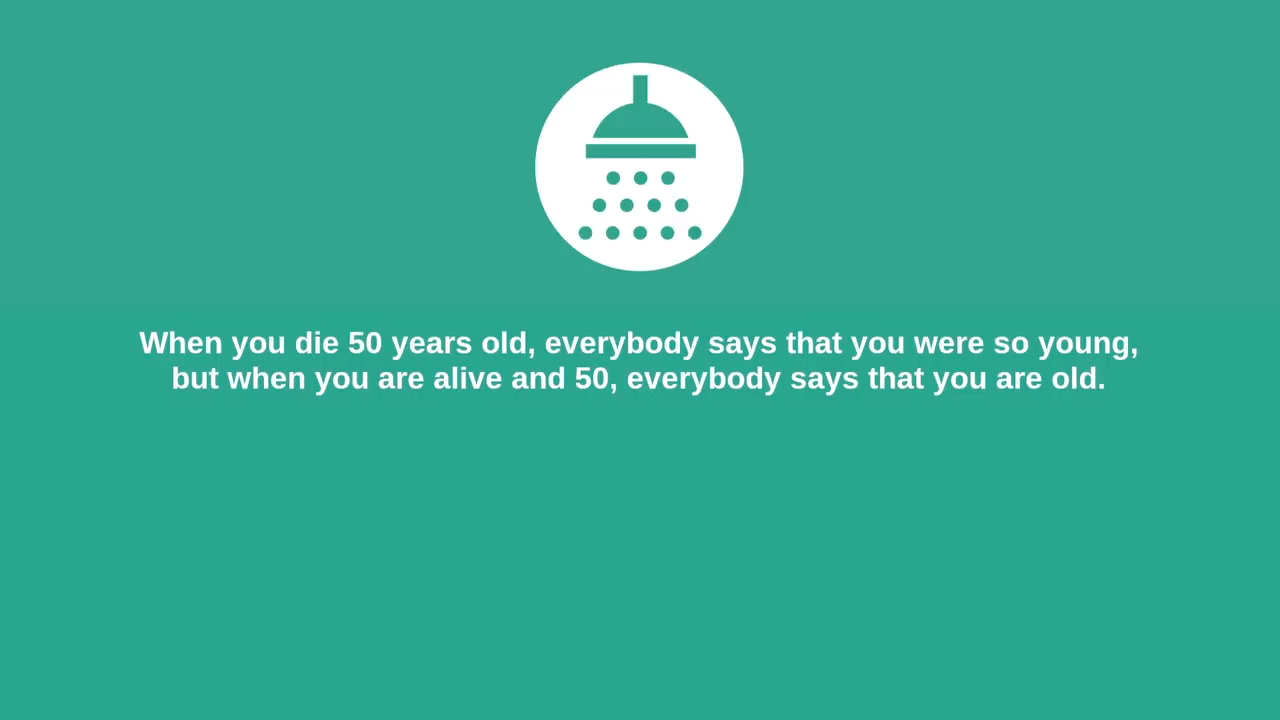 When you die 50 years old, everybody says that you were so young,
but when you are alive and 50, everybody says that you are old.